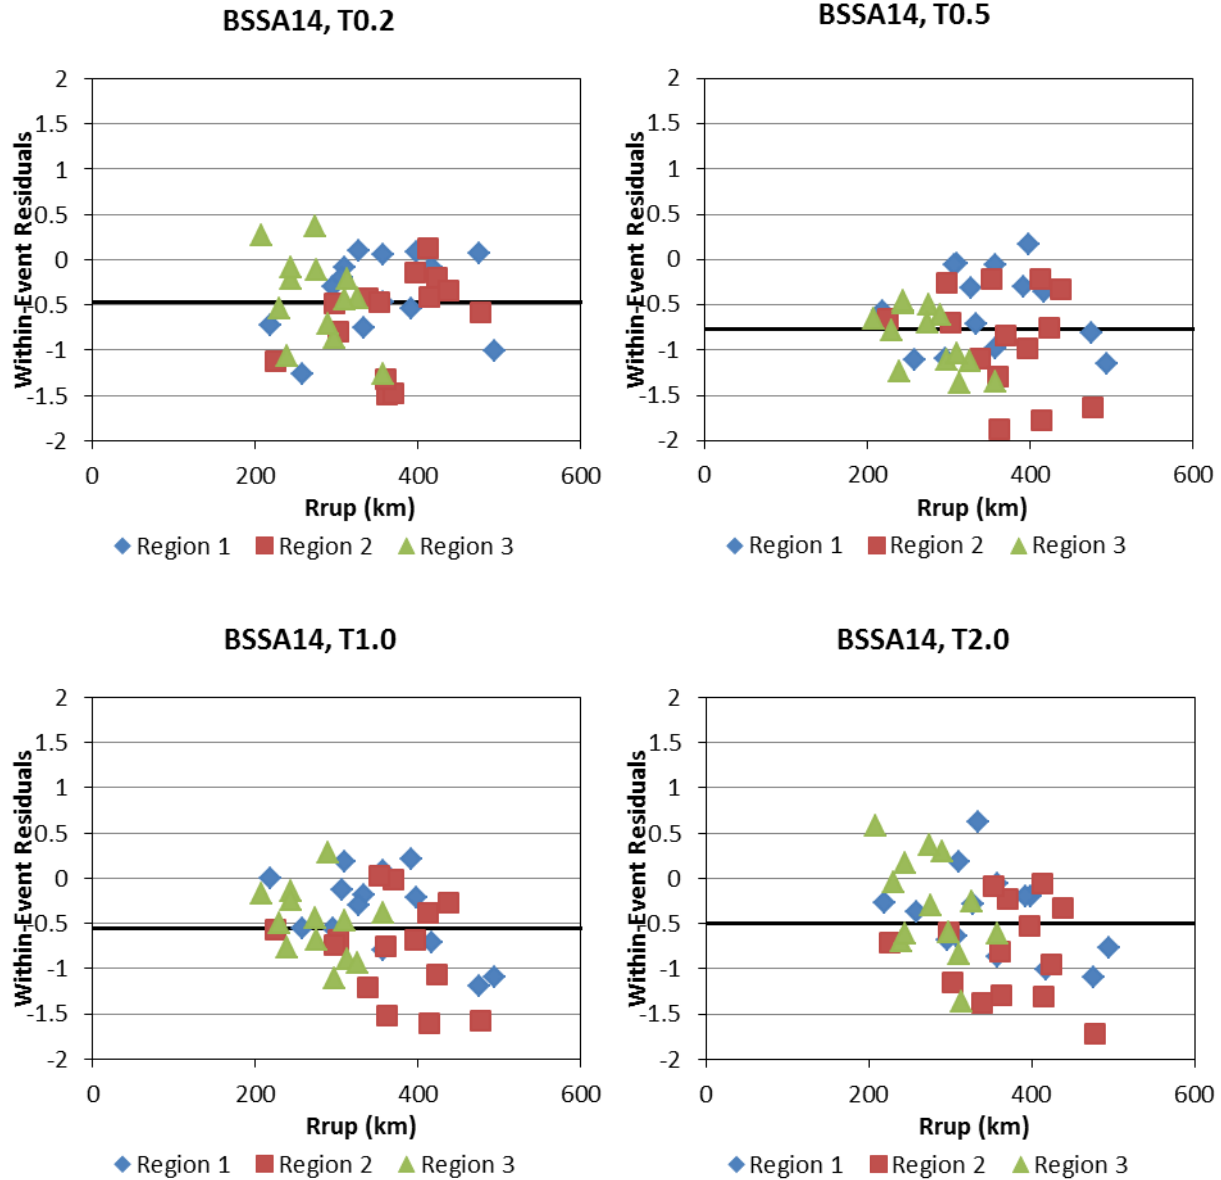 BSSA14, T0.2
Within-Event Residuals
2
1.5
1
0.5
0
-0.5
-1
-1.5
-2
0 200 400 600
Rrup (km)
Region 1 Region 2 Region 3
BSSA14, T0.5
Within-Event Residuals
2
1.5
1
0.5
0
-0.5
-1
-1.5
-2
0 200 400 600
Rrup (km)
Region 1 Region 2 Region 3
BSSA14, T1.0
Within-Event Residuals
2
1.5
1
0.5
0
-0.5
-1
-1.5
-2
0 200 400 600
Rrup (km)
Region 1 Region 2 Region 3
BSSA14, T2.0
Within-Event Residuals
2
1.5
1
0.5
0
-0.5
-1
-1.5
-2
0 200 400 600
Rrup (km)
Region 1 Region 2 Region 3